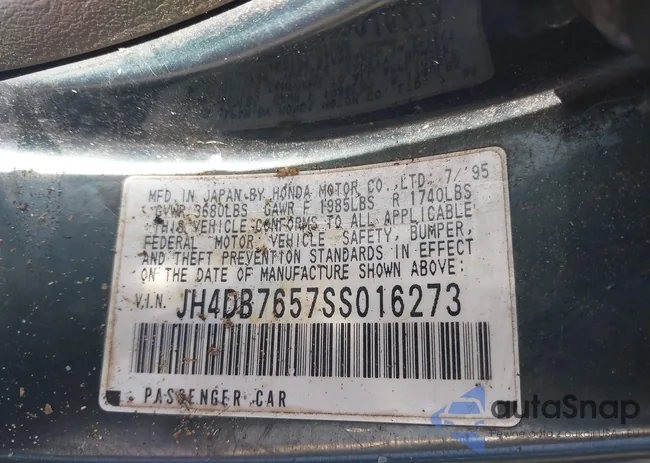 MFD. IN JAPAN BY HONDA MOTOR CO.,LTD. 7/'95
GVWR 3680LBS GAWR F 1985LBS R 1740LBS
THIS VEHICLE CONFORMS TO ALL APPLICABLE
FEDERAL MOTOR VEHICLE SAFETY, BUMPER,
AND THEFT PREVENTION STANDARDS IN EFFECT
ON THE DATE OF MANUFACTURE SHOWN ABOVE:
V.I.N. JH4DB7657SS016273
PASSENGER CAR
autaSnap